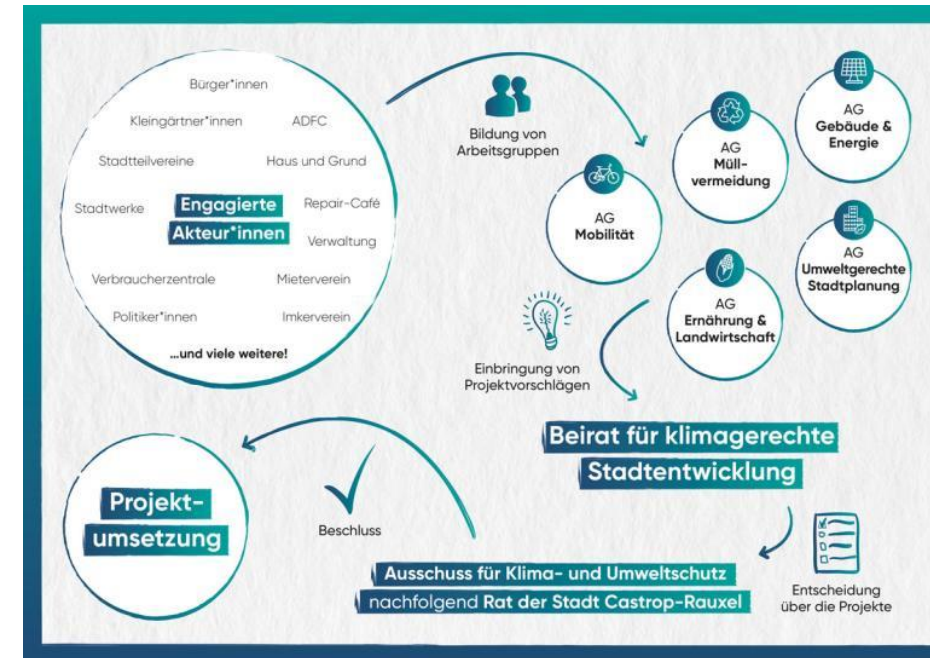 Bürger*innen
Kleingärtner*innen
ADFC
Stadtteilvereine
Haus und Grund
Stadtwerke
Engagierte
Akteur*innen
Repair-Café
Verwaltung
Verbraucherzentrale
Mieterverein
Politiker*innen
Imkerverein
...und viele weitere!
Bildung von
Arbeitsgruppen
AG
Mobilität
AG
Müll-
vermeidung
AG
Gebäude &
Energie
AG
Ernährung &
Landwirtschaft
AG
Umweltgerechte
Stadtplanung
Einbringung von
Projektvorschlägen
Beirat für klimagerechte
Stadtentwicklung
Entscheidung
über die Projekte
Ausschuss für Klima- und Umweltschutz
nachfolgend Rat der Stadt Castrop-Rauxel
Beschluss
Projekt-
umsetzung